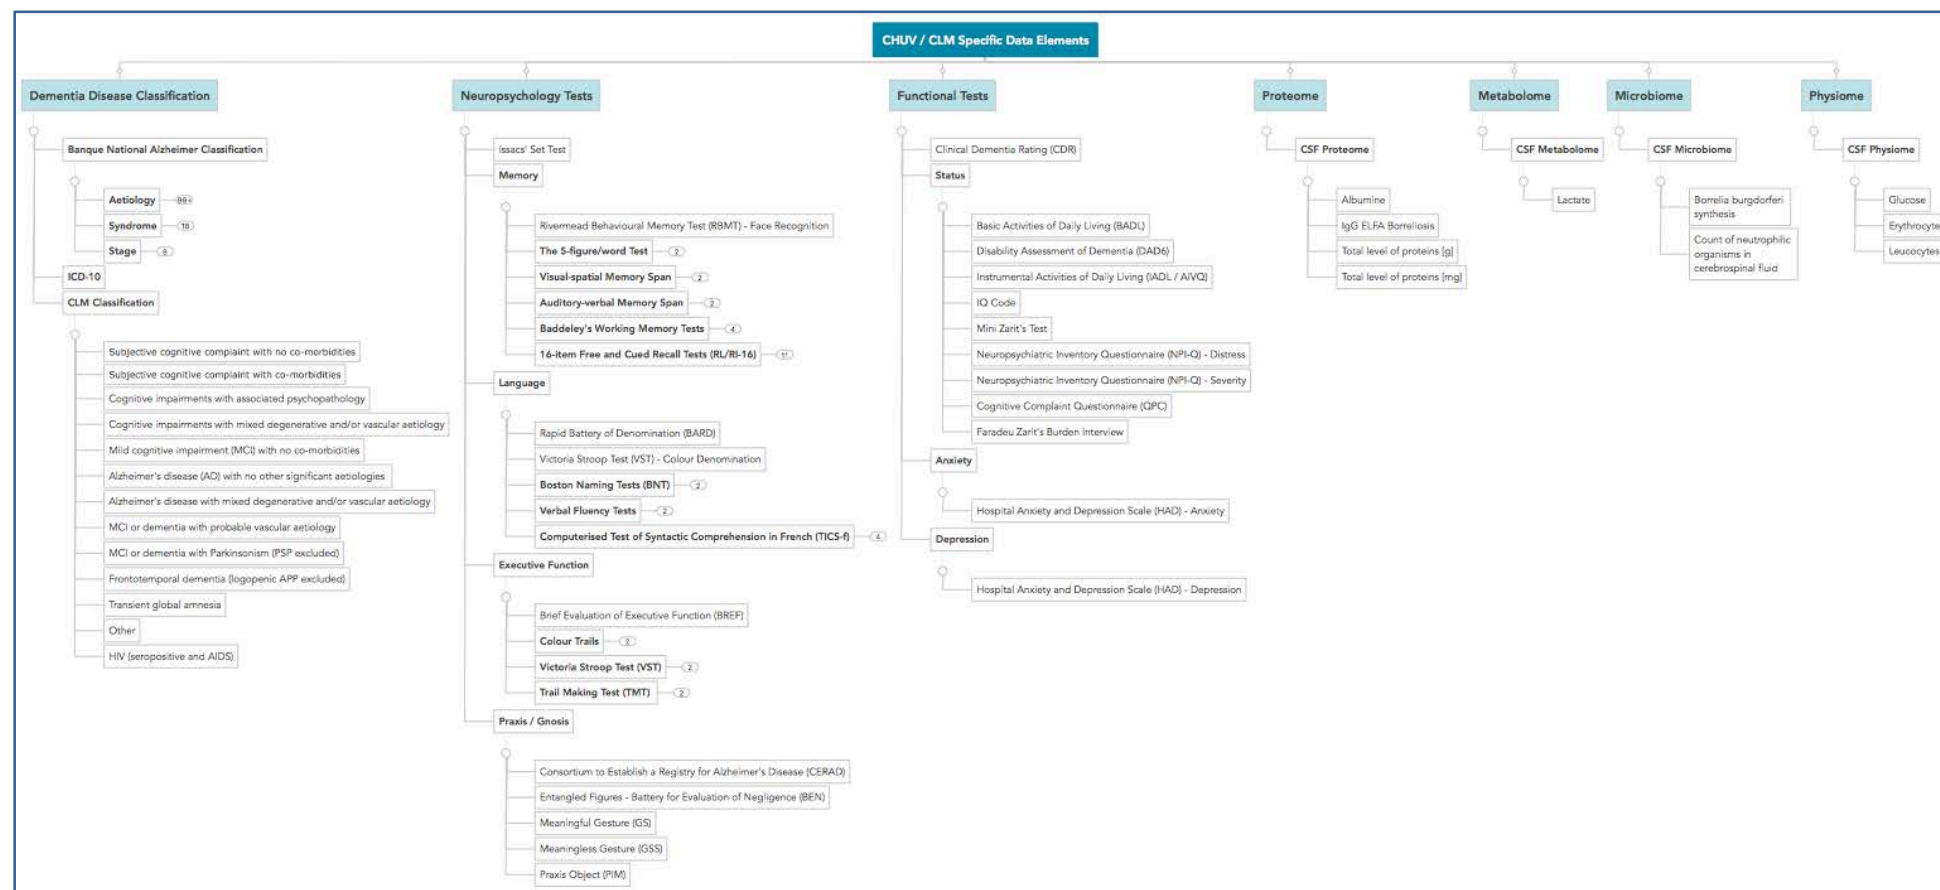 CHUV / CLM Specific Data Elements
Dementia Disease Classification
Banque National Alzheimer Classification
Aetiology
99+
Syndrome
Stage
ICD-10
CLM Classification
Subjective cognitive complaint with no co-morbidities
Subjective cognitive complaint with co-morbidities
Cognitive impairments with associated psychopathology
Cognitive impairments with mixed degenerative and/or vascular aetiology
Mild cognitive impairment (MCI) with no co-morbidities
Alzheimer's disease (AD) with no other significant aetiologies
Alzheimer's disease with mixed degenerative and/or vascular aetiology
MCI or dementia with probable vascular aetiology
MCI or dementia with Parkinsonism (PSP excluded)
Frontotemporal dementia (logopenic APP excluded)
Transient global amnesia
Other
HIV (seropositive and AIDS)
Neuropsychology Tests
Issacs' Set Test
Memory
Rivermead Behavioural Memory Test (RBMT) - Face Recognition
The 5-figure/word Test
2
Visual-spatial Memory Span
2
Auditory-verbal Memory Span
2
Baddeley's Working Memory Tests
4
16-item Free and Cued Recall Tests (RL/RI-16)
Language
Rapid Battery of Denomination (BARD)
Victoria Stroop Test (VST) - Colour Denomination
Boston Naming Tests (BNT)
2
Verbal Fluency Tests
2
Computerised Test of Syntactic Comprehension in French (TICS-f)
4
Executive Function
Brief Evaluation of Executive Function (BREF)
Colour Trails
2
Victoria Stroop Test (VST)
2
Trail Making Test (TMT)
2
Praxis / Gnosis
Consortium to Establish a Registry for Alzheimer's Disease (CERAD)
Entangled Figures - Battery for Evaluation of Negligence (BEN)
Meaningful Gesture (GS)
Meaningless Gesture (GSS)
Praxis Object (PIM)
Functional Tests
Clinical Dementia Rating (CDR)
Status
Basic Activities of Daily Living (BADL)
Disability Assessment of Dementia (DAD6)
Instrumental Activities of Daily Living (IADL / AIVQ)
IQ Code
Mini Zarit's Test
Neuropsychiatric Inventory Questionnaire (NPI-Q) - Distress
Neuropsychiatric Inventory Questionnaire (NPI-Q) - Severity
Cognitive Complaint Questionnaire (QPC)
Faradeu Zarit's Burden Interview
Anxiety
Hospital Anxiety and Depression Scale (HAD) - Anxiety
Depression
Hospital Anxiety and Depression Scale (HAD) - Depression
Proteome
CSF Proteome
Albumine
IgG ELFA Borreliosis
Total level of proteins [g]
Total level of proteins [mg]
Metabolome
CSF Metabolome
Lactate
Microbiome
CSF Microbiome
Borrelia burgdorferi
synthesis
Count of neutrophilic
organisms in
cerebrospinal fluid
Physiome
CSF Physiome
Glucose
Erythrocyte
Leucocytes